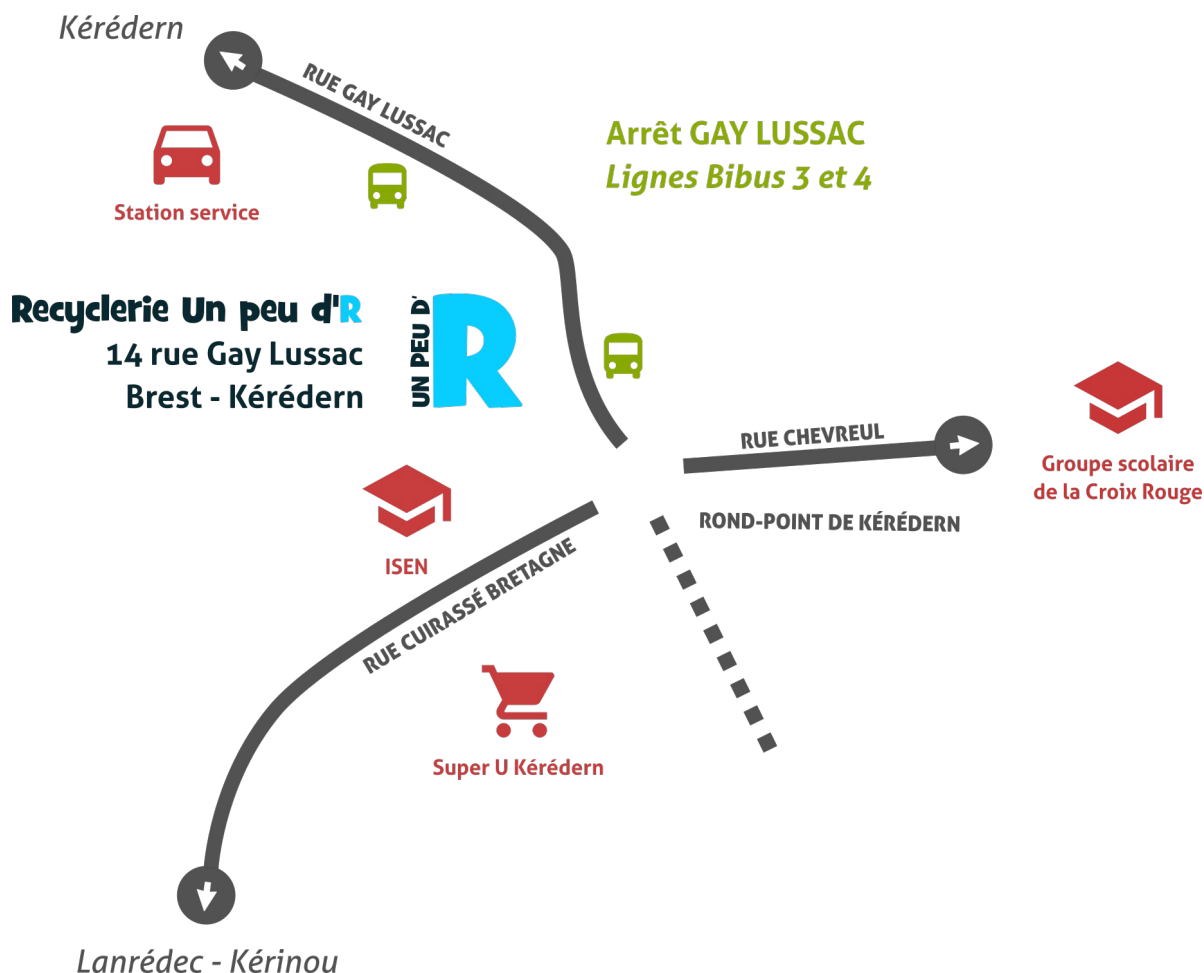 Kérédern
RUE GAY LUSSAC
Arrêt GAY LUSSAC
Lignes Bibus 3 et 4
Station service
Recyclerie Un peu d'R
14 rue Gay Lussac
Brest - Kérédern
UN PEU D'R
RUE CHEVREUL
Groupe scolaire
de la Croix Rouge
ROND-POINT DE KÉRÉDERN
ISEN
RUE CUIRASSÉ BRETAGNE
Super U Kérédern
Lanrédec - Kérinou